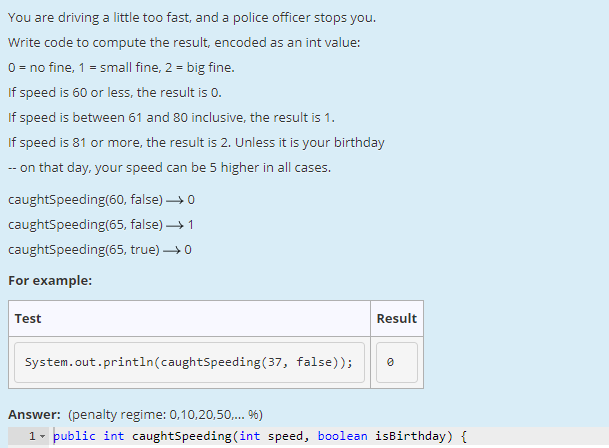 You are driving a little too fast, and a police officer stops you.
Write code to compute the result, encoded as an int value:
0 = no fine, 1 = small fine, 2 = big fine.
If speed is 60 or less, the result is 0.
If speed is between 61 and 80 inclusive, the result is 1.
If speed is 81 or more, the result is 2. Unless it is your birthday
-- on that day, your speed can be 5 higher in all cases.
caughtSpeeding(60, false) → 0
caughtSpeeding(65, false) → 1
caughtSpeeding(65, true) → 0
For example:
Test Result
System.out.println(caughtSpeeding(37, false)); 0
Answer: (penalty regime: 0,10,20,50,... %)
1 public int caughtSpeeding(int speed, boolean isBirthday) {